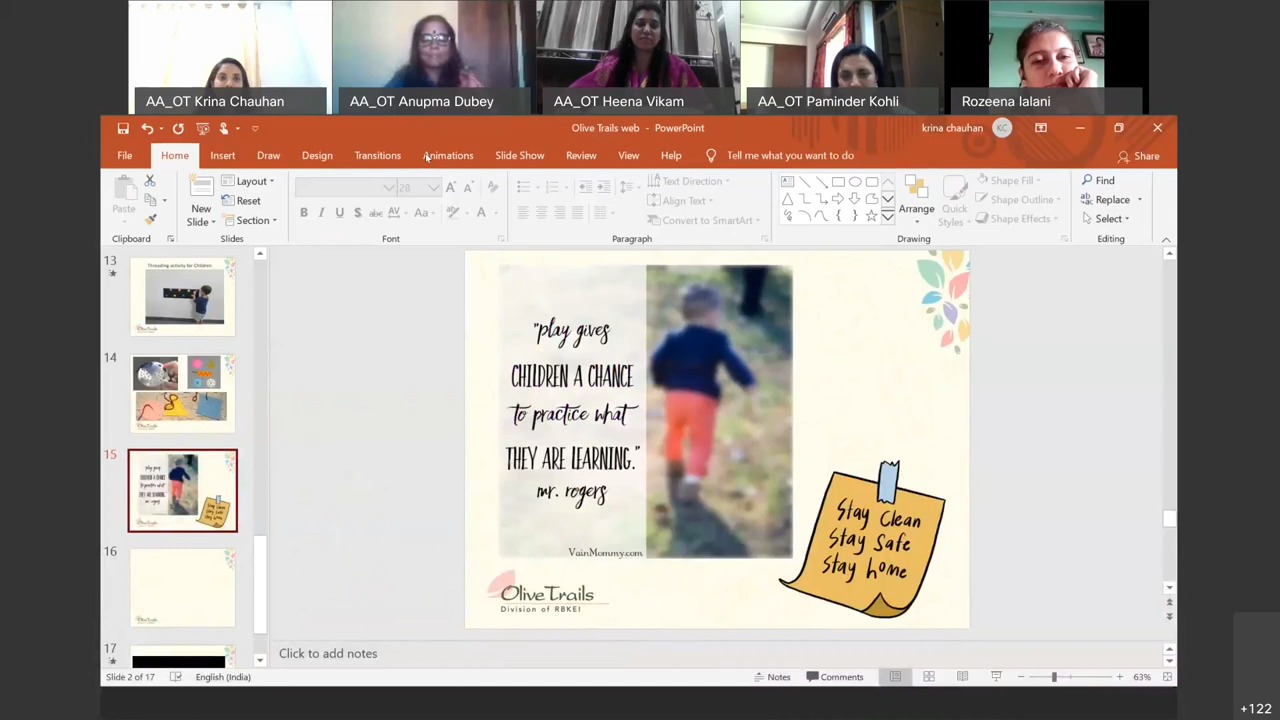 AA_OT Krina Chauhan
AA_OT Anupma Dubey
AA_OT Heena Vikam
AA_OT Paminder Kohli
Rozeena lalani
Olive Trails web - PowerPoint
krina chauhan
KC
File Home Insert Draw Design Transitions Animations Slide Show Review View Help Tell me what you want to do Share
Paste
Clipboard
New Slide
Layout
Reset
Section
Slides
28
B I U S abc AV Aa A
Font
Text Direction
Align Text
Convert to SmartArt
Paragraph
Arrange
Quick Styles
Shape Fill
Shape Outline
Shape Effects
Drawing
Find
Replace
Select
Editing
13
Threading activity for Children
14
15
16
17
"play gives
CHILDREN A CHANCE
to practice what
THEY ARE LEARNING."
mr. rogers
VainMommy.com
Olive Trails
Division of RBKEI
Stay Clean
Stay Safe
Stay home
Click to add notes
Slide 2 of 17
English (India)
Notes
Comments
63%
+122